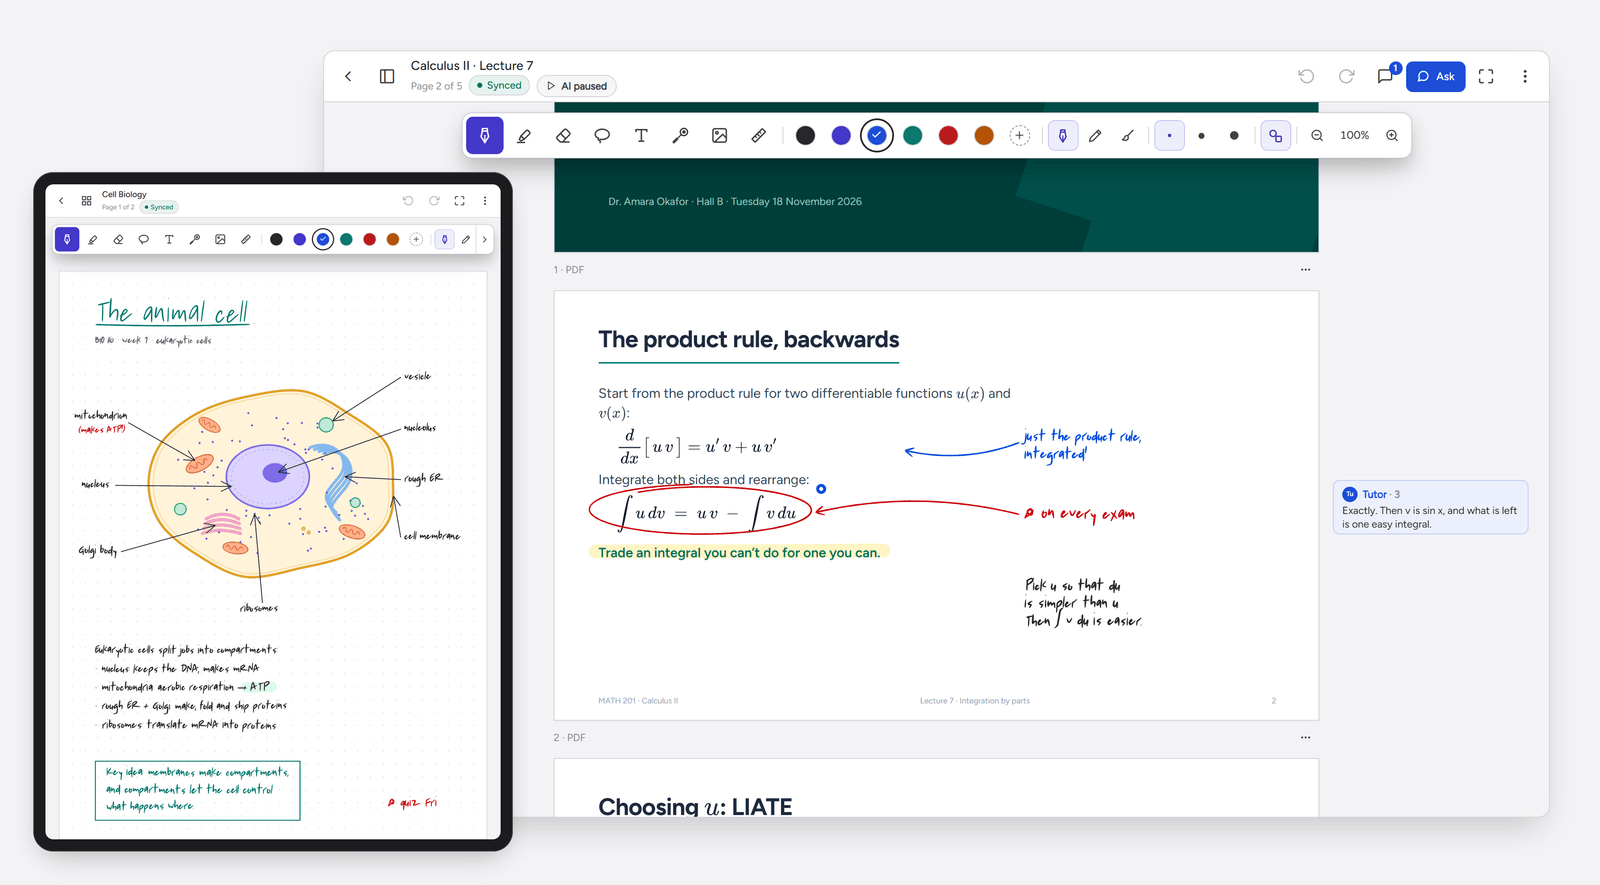 Calculus II · Lecture 7
Page 2 of 5
Synced
AI paused
1
Ask
100%
Dr. Amara Okafor · Hall B · Tuesday 18 November 2026
1 · PDF
The product rule, backwards
Start from the product rule for two differentiable functions u(x) and
v(x):
d/dx [u v] = u′ v + u v′
just the product rule,
integrated!
Integrate both sides and rearrange:
∫ u dv = u v − ∫ v du
on every exam
Trade an integral you can't do for one you can.
Pick u so that du
is simpler than u
Then ∫ v du is easier.
MATH 201 · Calculus II
Lecture 7 · Integration by parts
2
2 · PDF
Choosing u: LIATE
Tu
Tutor · 3
Exactly. Then v is sin x, and what is left
is one easy integral.
Cell Biology
Page 1 of 2
Synced
The animal cell
week 7 · eukaryotic cells
vesicle
mitochondrion
(makes ATP!)
nucleolus
nucleus
rough ER
cell membrane
Golgi body
ribosomes
Eukaryotic cells split jobs into compartments
· nucleus keeps the DNA, makes mRNA
· mitochondria aerobic respiration → ATP
· rough ER + Golgi make, fold and ship proteins
· ribosomes translate mRNA into proteins
Key idea membranes make compartments,
and compartments let the cell control
what happens where
quiz Fri